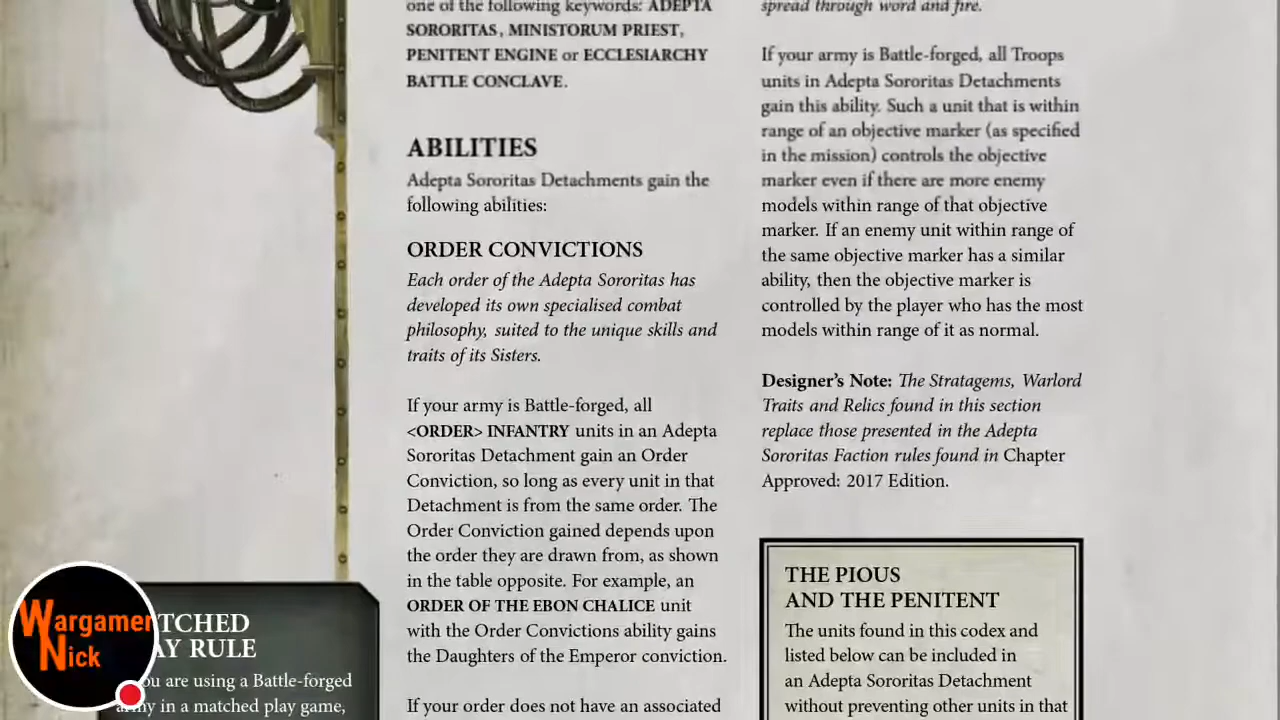 one of the following keywords: ADEPTA
SORORITAS, MINISTORUM PRIEST,
PENITENT ENGINE or ECCLESIARCHY
BATTLE CONCLAVE.
ABILITIES
Adepta Sororitas Detachments gain the
following abilities:
ORDER CONVICTIONS
Each order of the Adepta Sororitas has
developed its own specialised combat
philosophy, suited to the unique skills and
traits of its Sisters.
If your army is Battle-forged, all
<ORDER> INFANTRY units in an Adepta
Sororitas Detachment gain an Order
Conviction, so long as every unit in that
Detachment is from the same order. The
Order Conviction gained depends upon
the order they are drawn from, as shown
in the table opposite. For example, an
ORDER OF THE EBON CHALICE unit
with the Order Convictions ability gains
the Daughters of the Emperor conviction.
If your order does not have an associated
spread through word and fire.
If your army is Battle-forged, all Troops
units in Adepta Sororitas Detachments
gain this ability. Such a unit that is within
range of an objective marker (as specified
in the mission) controls the objective
marker even if there are more enemy
models within range of that objective
marker. If an enemy unit within range of
the same objective marker has a similar
ability, then the objective marker is
controlled by the player who has the most
models within range of it as normal.
Designer's Note: The Stratagems, Warlord
Traits and Relics found in this section
replace those presented in the Adepta
Sororitas Faction rules found in Chapter
Approved: 2017 Edition.
THE PIOUS
AND THE PENITENT
The units found in this codex and
listed below can be included in
an Adepta Sororitas Detachment
without preventing other units in that
TCHED
AY RULE
ou are using a Battle-forged
army in a matched play game,
Wargamer
Nick